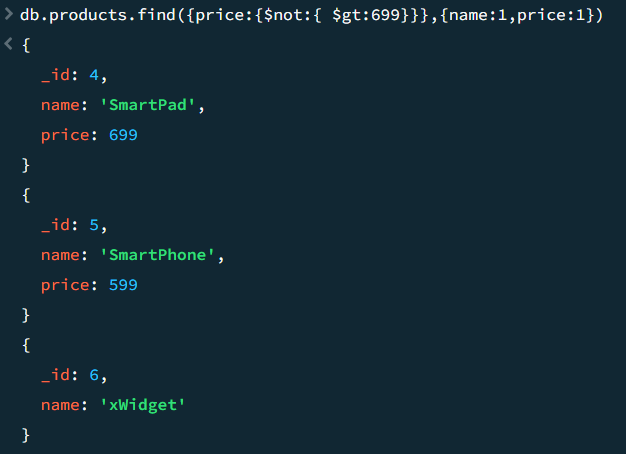 > db.products.find({price:{$not:{ $gt:699}}},{name:1,price:1})
< {
_id: 4,
name: 'SmartPad',
price: 699
}
{
_id: 5,
name: 'SmartPhone',
price: 599
}
{
_id: 6,
name: 'xWidget'
}